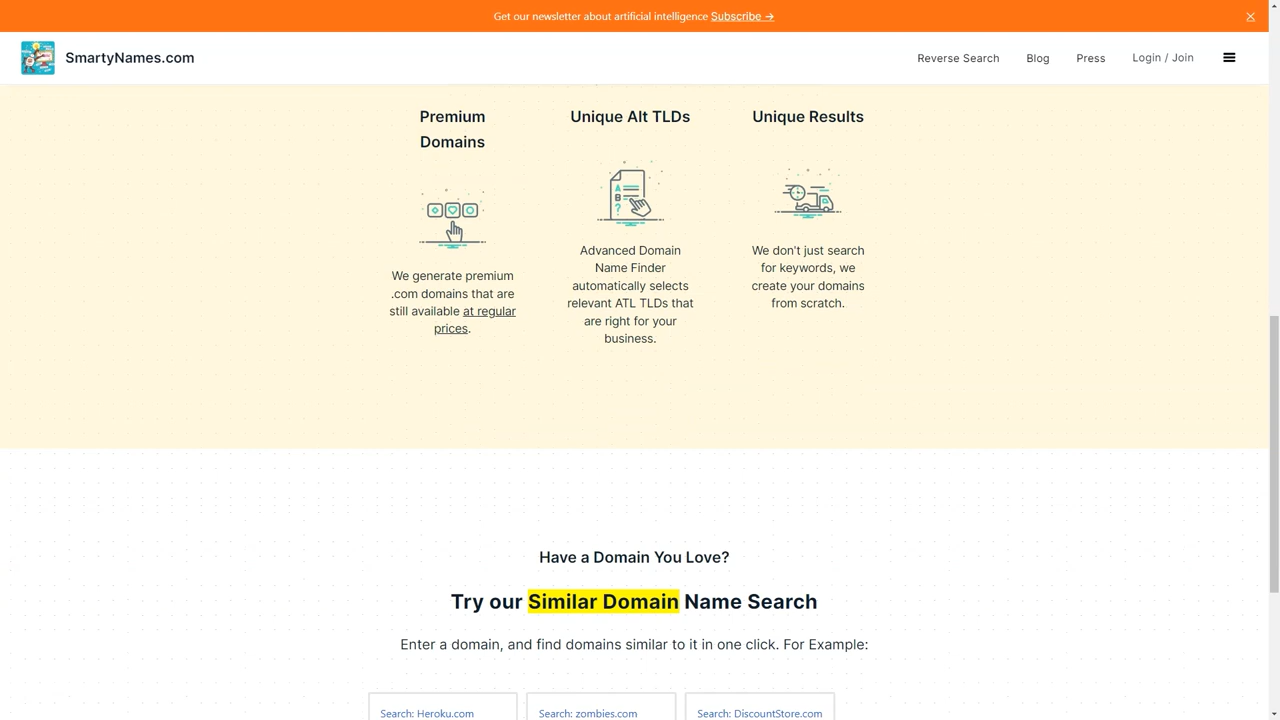 Get our newsletter about artificial intelligence Subscribe →
SmartyNames.com
Reverse Search
Blog
Press
Login / Join
Premium
Domains
We generate premium
.com domains that are
still available at regular
prices.
Unique Alt TLDs
A
B
?
Advanced Domain
Name Finder
automatically selects
relevant ATL TLDs that
are right for your
business.
Unique Results
We don't just search
for keywords, we
create your domains
from scratch.
Have a Domain You Love?
Try our Similar Domain Name Search
Enter a domain, and find domains similar to it in one click. For Example:
Search: Heroku.com
Search: zombies.com
Search: DiscountStore.com